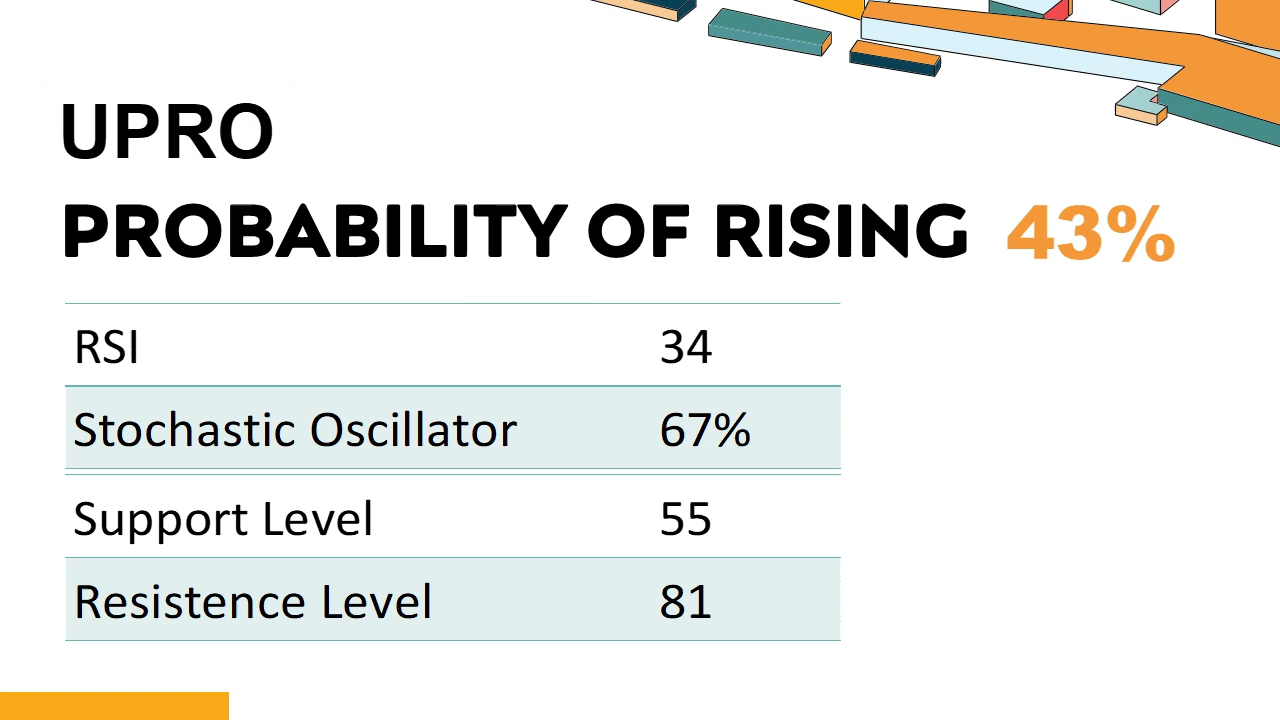 UPRO
PROBABILITY OF RISING 43%
RSI 34
Stochastic Oscillator 67%
Support Level 55
Resistence Level 81